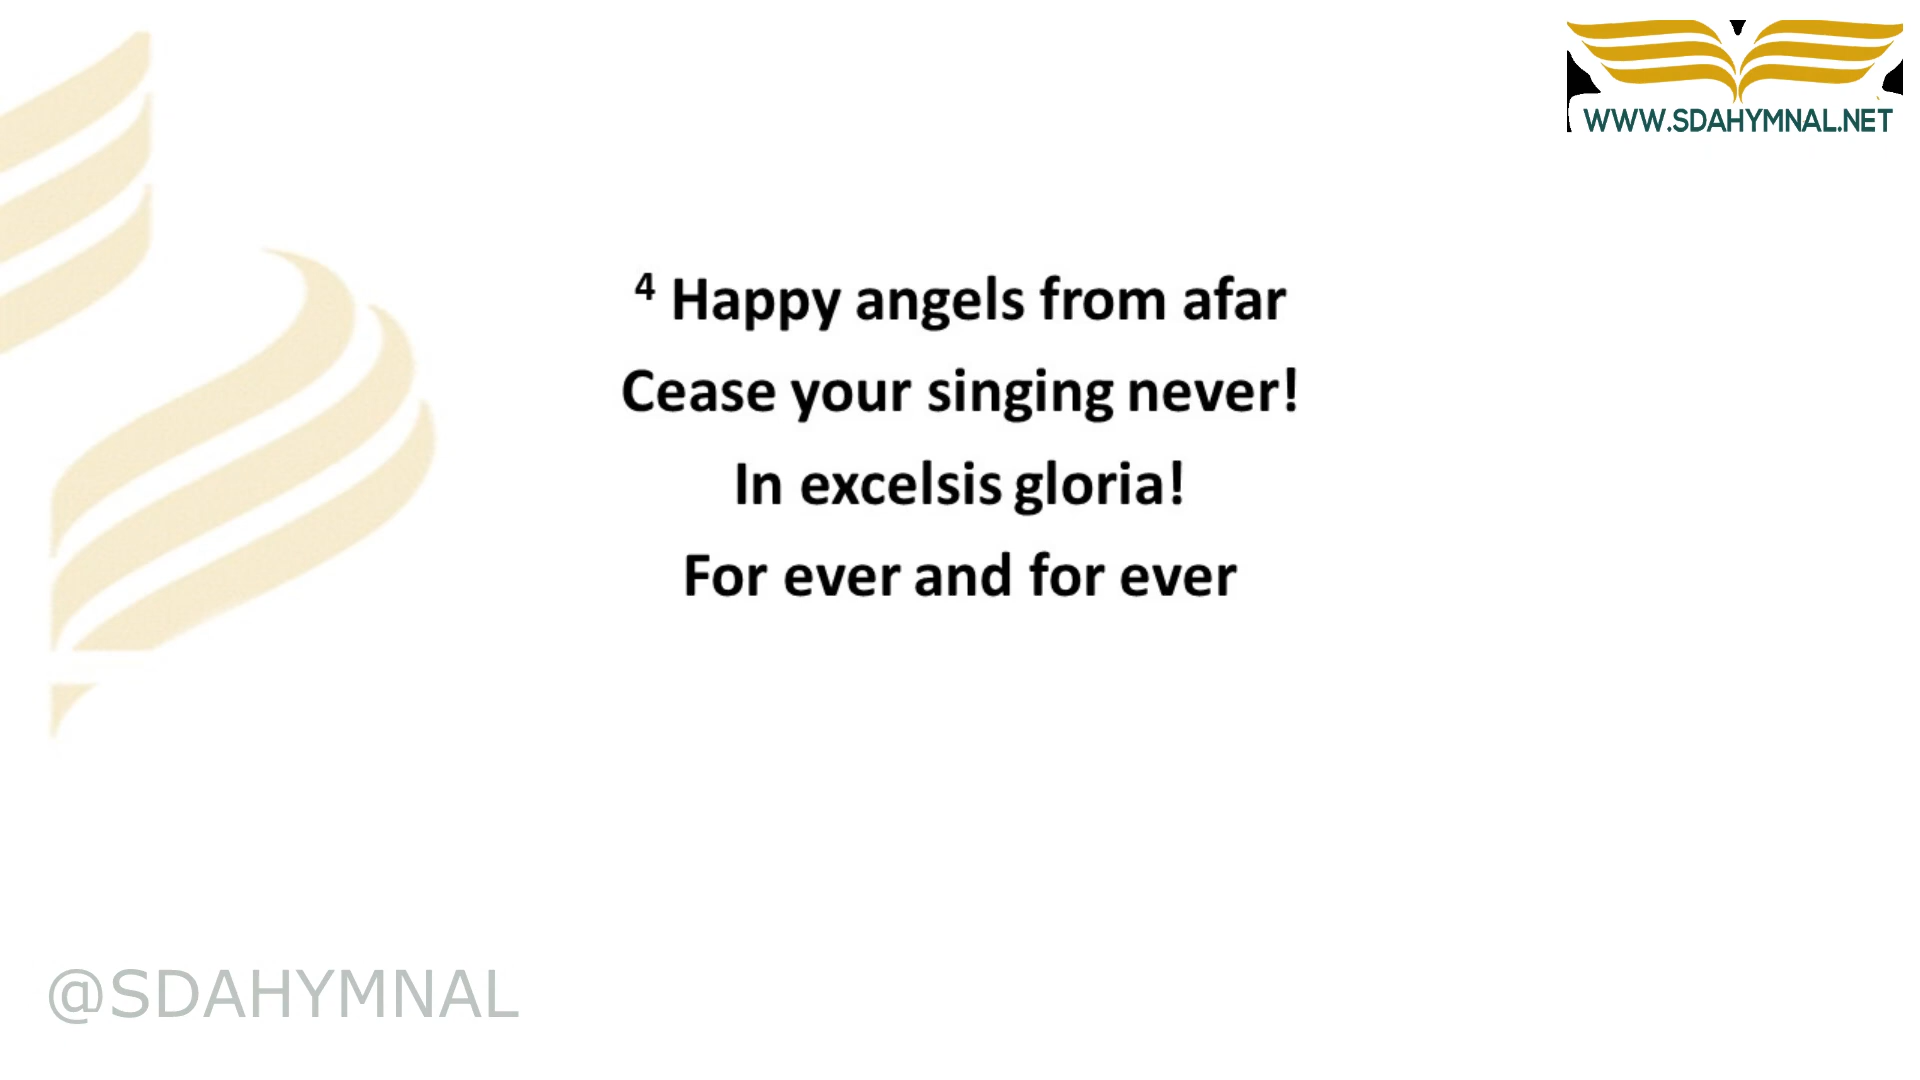 WWW.SDAHYMNAL.NET
4 Happy angels from afar
Cease your singing never!
In excelsis gloria!
For ever and for ever
@SDAHYMNAL